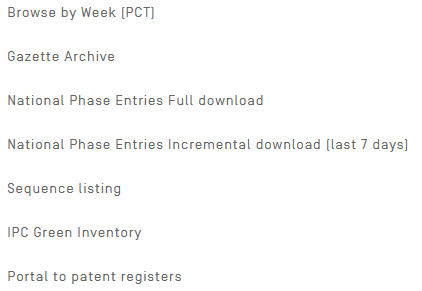 Browse by Week (PCT)
Gazette Archive
National Phase Entries Full download
National Phase Entries Incremental download (last 7 days)
Sequence listing
IPC Green Inventory
Portal to patent registers